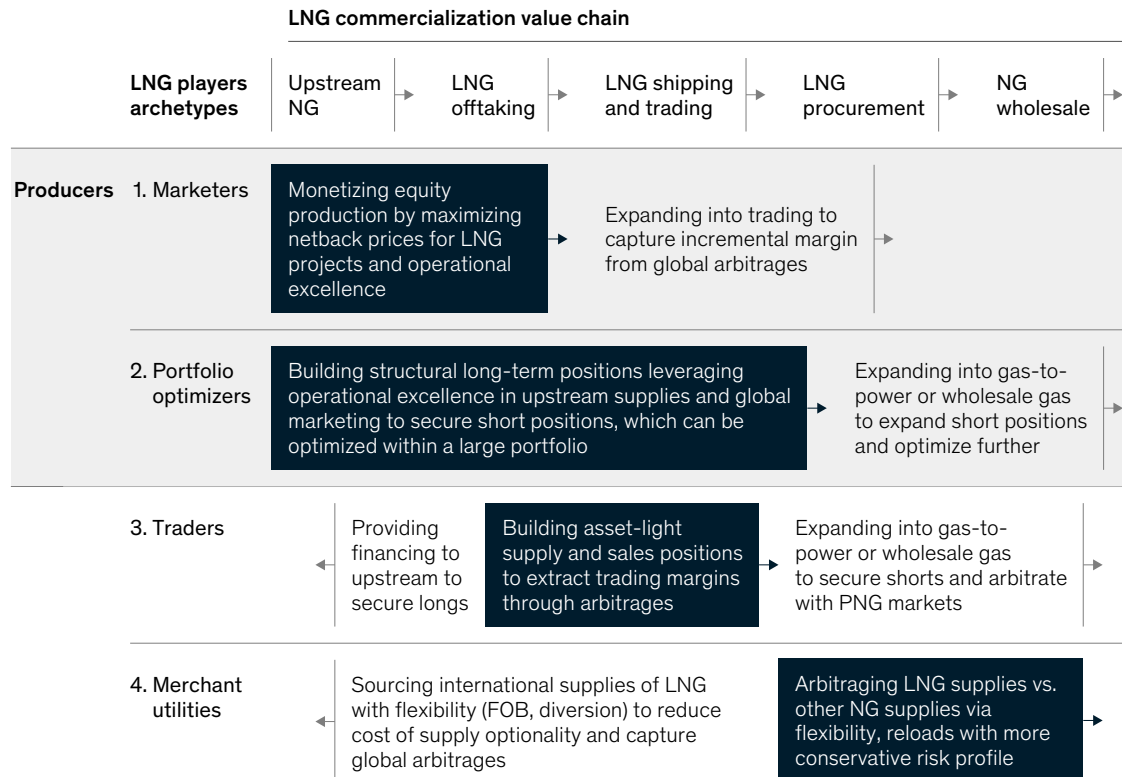 LNG commercialization value chain
LNG players
archetypes
Upstream
NG
LNG
offtaking
LNG shipping
and trading
LNG
procurement
NG
wholesale
Producers
1. Marketers
Monetizing equity
production by maximizing
netback prices for LNG
projects and operational
excellence
Expanding into trading to
capture incremental margin
from global arbitrages
2. Portfolio
optimizers
Building structural long-term positions leveraging
operational excellence in upstream supplies and global
marketing to secure short positions, which can be
optimized within a large portfolio
Expanding into gas-to-
power or wholesale gas
to expand short positions
and optimize further
3. Traders
Providing
financing to
upstream to
secure longs
Building asset-light
supply and sales positions
to extract trading margins
through arbitrages
Expanding into gas-to-
power or wholesale gas
to secure shorts and arbitrate
with PNG markets
4. Merchant
utilities
Sourcing international supplies of LNG
with flexibility (FOB, diversion) to reduce
cost of supply optionality and capture
global arbitrages
Arbitraging LNG supplies vs.
other NG supplies via
flexibility, reloads with more
conservative risk profile